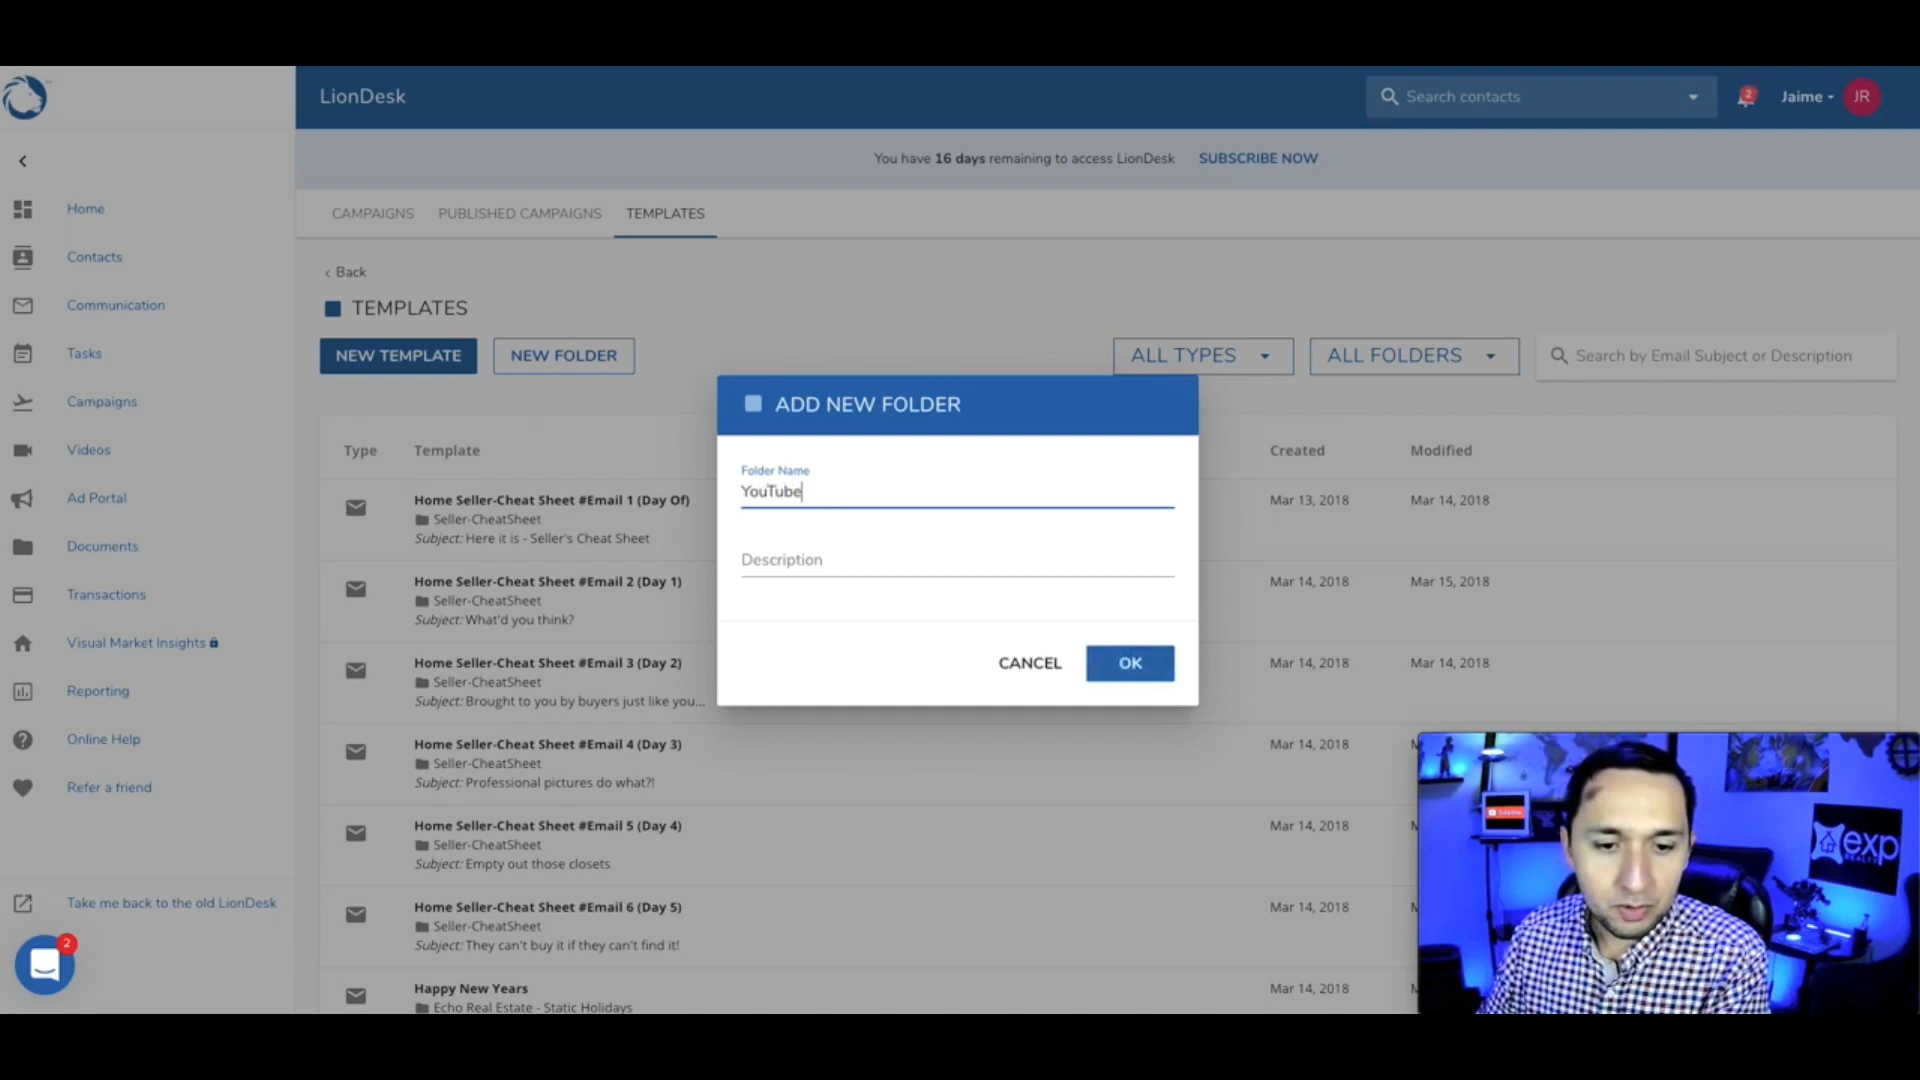 LionDesk
Search contacts
2
Jaime
JR
You have 16 days remaining to access LionDesk SUBSCRIBE NOW
Home
Contacts
Communication
Tasks
Campaigns
Videos
Ad Portal
Documents
Transactions
Visual Market Insights
Reporting
Online Help
Refer a friend
Take me back to the old LionDesk
2
CAMPAIGNS PUBLISHED CAMPAIGNS TEMPLATES
Back
TEMPLATES
NEW TEMPLATE NEW FOLDER ALL TYPES ALL FOLDERS Search by Email Subject or Description
Type Template Created Modified
Home Seller-Cheat Sheet #Email 1 (Day Of) Mar 13, 2018 Mar 14, 2018
Seller-CheatSheet
Subject: Here it is - Seller's Cheat Sheet
Home Seller-Cheat Sheet #Email 2 (Day 1) Mar 14, 2018 Mar 15, 2018
Seller-CheatSheet
Subject: What'd you think?
Home Seller-Cheat Sheet #Email 3 (Day 2) Mar 14, 2018 Mar 14, 2018
Seller-CheatSheet
Subject: Brought to you by buyers just like you...
Home Seller-Cheat Sheet #Email 4 (Day 3) Mar 14, 2018 M
Seller-CheatSheet
Subject: Professional pictures do what?!
Home Seller-Cheat Sheet #Email 5 (Day 4) Mar 14, 2018 M
Seller-CheatSheet
Subject: Empty out those closets
Home Seller-Cheat Sheet #Email 6 (Day 5) Mar 14, 2018 M
Seller-CheatSheet
Subject: They can't buy it if they can't find it!
Happy New Years Mar 14, 2018 M
Echo Real Estate - Static Holidays
ADD NEW FOLDER
Folder Name
YouTube
Description
CANCEL OK
exp
REALTY